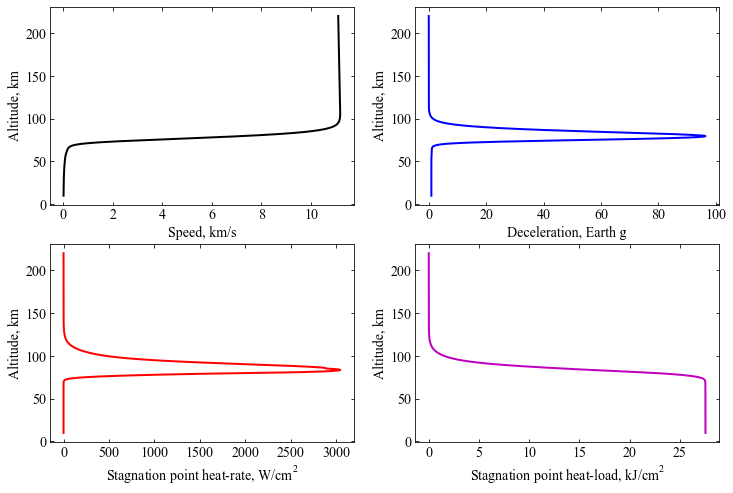 200
150
100
50
0
Altitude, km
0 2 4 6 8 10
Speed, km/s
200
150
100
50
0
Altitude, km
0 20 40 60 80 100
Deceleration, Earth g
200
150
100
50
0
Altitude, km
0 500 1000 1500 2000 2500 3000
Stagnation point heat-rate, W/cm²
200
150
100
50
0
Altitude, km
0 5 10 15 20 25
Stagnation point heat-load, kJ/cm²